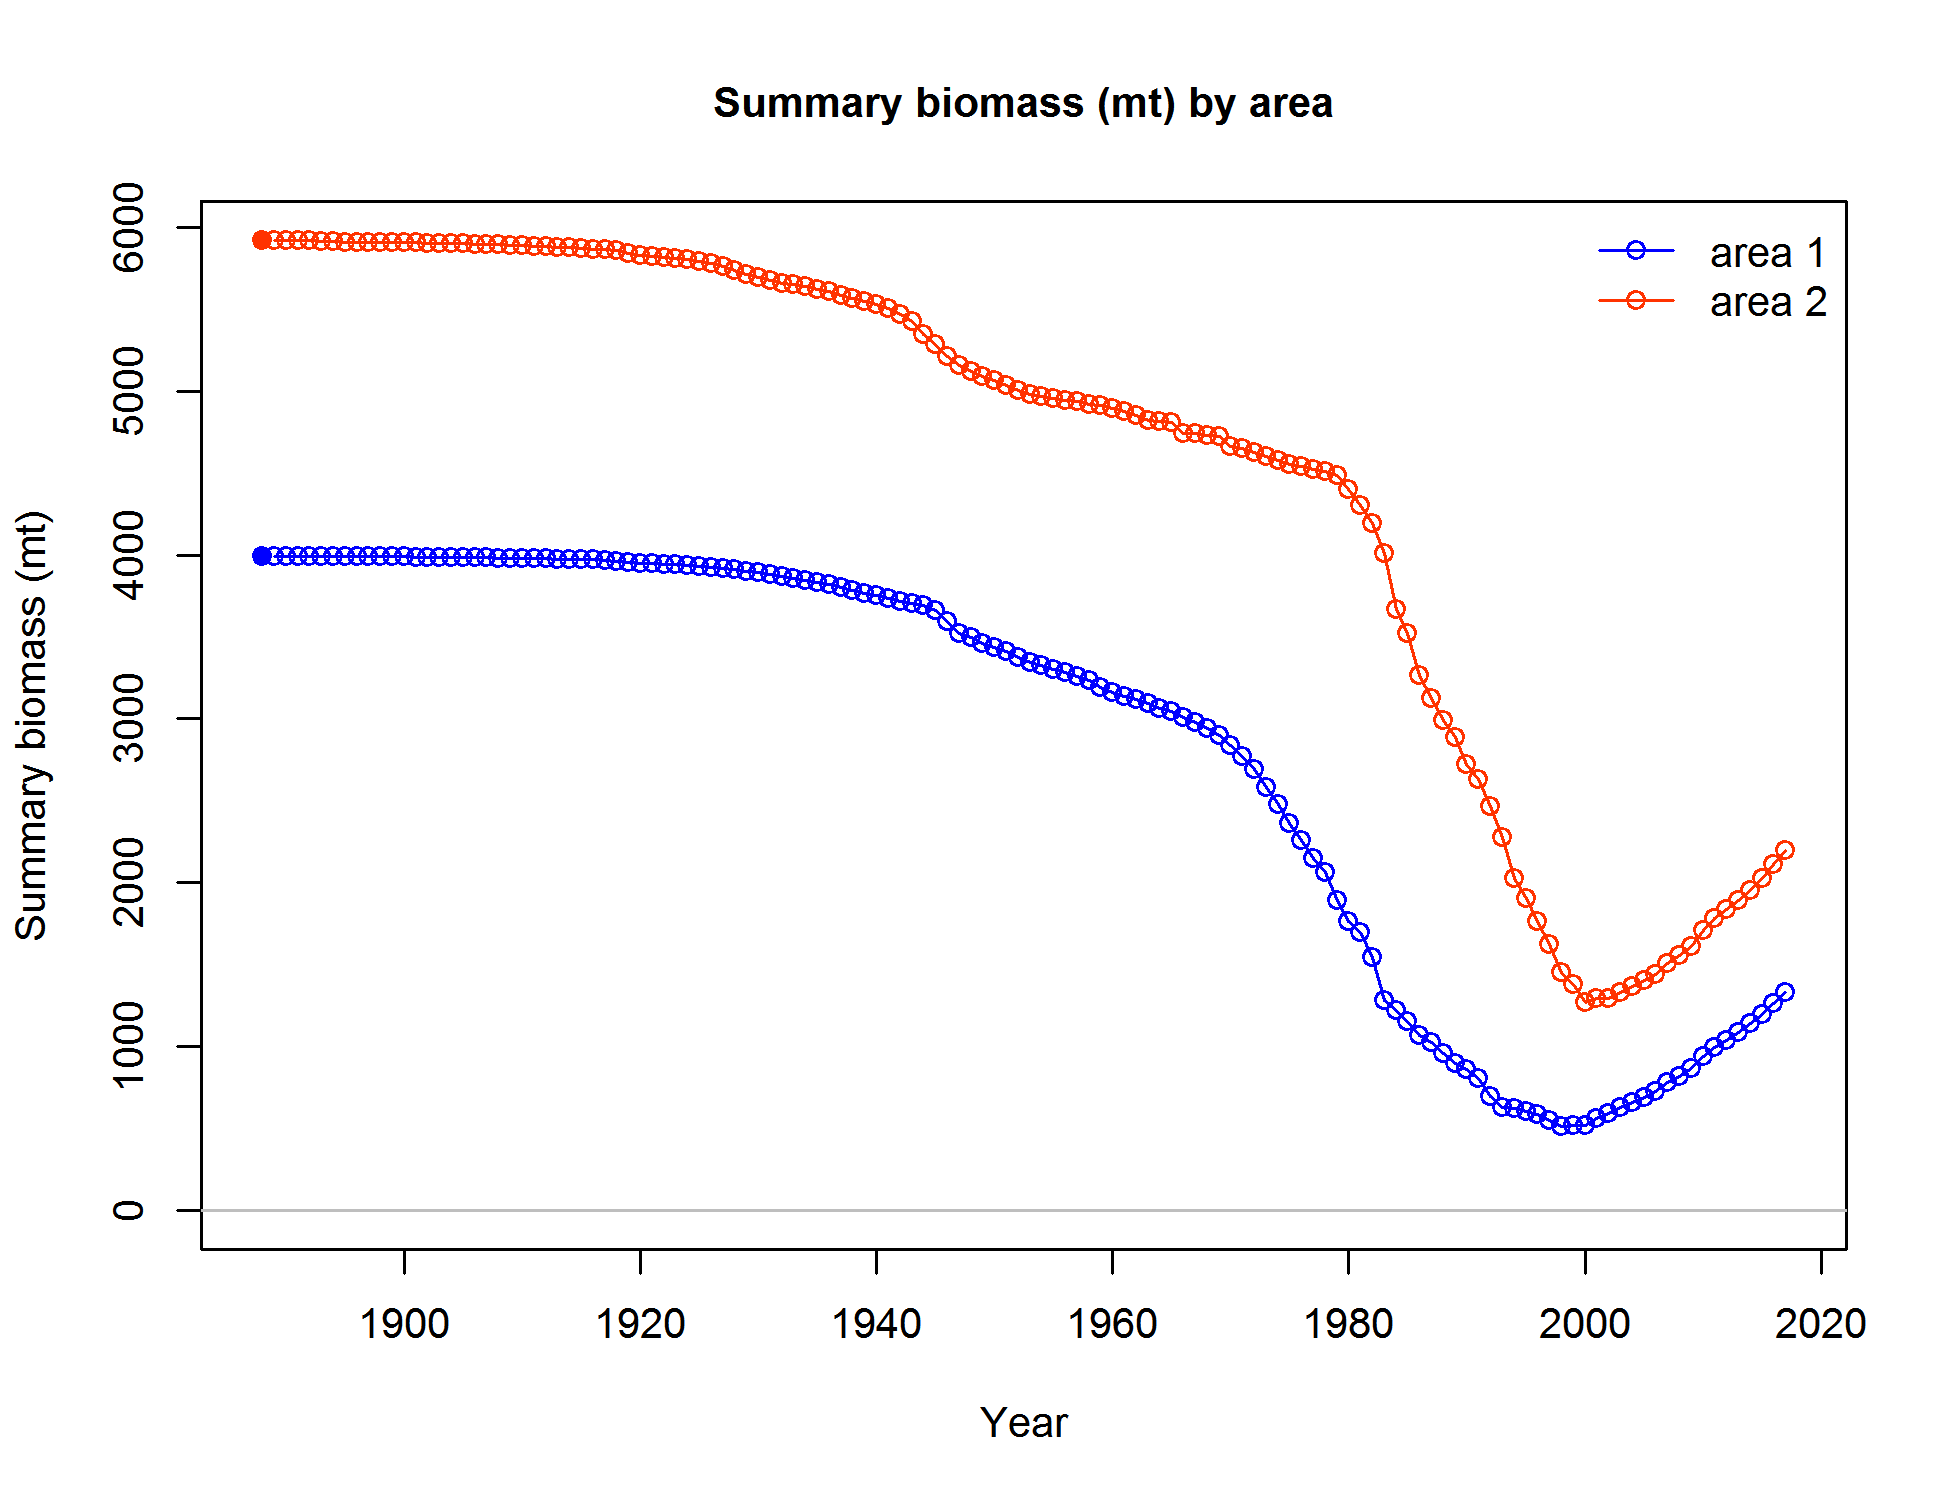 Summary biomass (mt) by area
area 1
area 2
Summary biomass (mt)
6000
5000
4000
3000
2000
1000
0
1900 1920 1940 1960 1980 2000 2020
Year